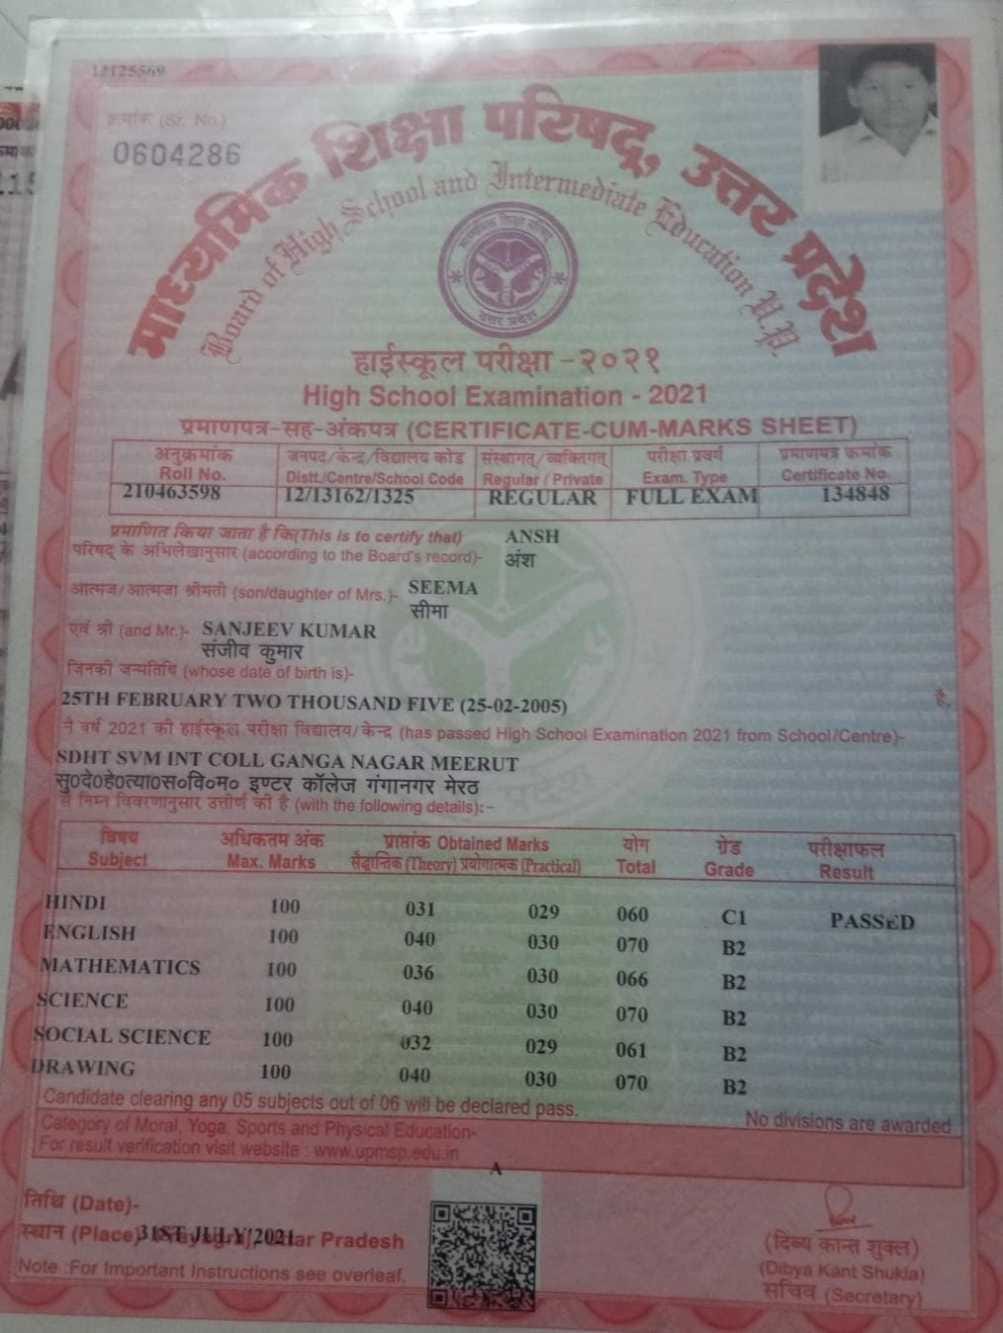 12125569
क्रमांक (Sr. No.)
0604286
माध्यमिक शिक्षा परिषद्, उत्तर प्रदेश
Board of High School and Intermediate Education U.P.
उत्तर प्रदेश
हाईस्कूल परीक्षा -२०२१
High School Examination - 2021
प्रमाणपत्र-सह-अंकपत्र (CERTIFICATE-CUM-MARKS SHEET)
अनुक्रमांक जनपद/केन्द्र/विद्यालय कोड संस्थागत/व्यक्तिगत परीक्षा प्रवर्ग प्रमाणपत्र क्रमांक
Roll No. Distt./Centre/School Code Regular / Private Exam. Type Certificate No.
210463598 12/13162/1325 REGULAR FULL EXAM 134848
प्रमाणित किया जाता है कि(This is to certify that) ANSH
परिषद के अभिलेखानुसार (according to the Board's record)- अंश
आत्मज/आत्मजा श्रीमती (son/daughter of Mrs.)- SEEMA
सीमा
एवं श्री (and Mr.)- SANJEEV KUMAR
संजीव कुमार
जिनकी जन्मतिथि (whose date of birth is)-
25TH FEBRUARY TWO THOUSAND FIVE (25-02-2005) है,
ने वर्ष 2021 की हाईस्कूल परीक्षा विद्यालय/केन्द्र (has passed High School Examination 2021 from School/Centre)-
SDHT SVM INT COLL GANGA NAGAR MEERUT
सु०दे०हे०त्या०स०वि०म० इण्टर कॉलेज गंगानगर मेरठ
से निम्न विवरणानुसार उत्तीर्ण की है (with the following details):-
विषय अधिकतम अंक प्राप्तांक Obtained Marks योग ग्रेड परीक्षाफल
Subject Max. Marks सैद्धान्तिक (Theory) प्रयोगात्मक (Practical) Total Grade Result
HINDI 100 031 029 060 C1 PASSED
ENGLISH 100 040 030 070 B2
MATHEMATICS 100 036 030 066 B2
SCIENCE 100 040 030 070 B2
SOCIAL SCIENCE 100 032 029 061 B2
DRAWING 100 040 030 070 B2
Candidate clearing any 05 subjects out of 06 will be declared pass.
No divisions are awarded
Category of Moral, Yoga, Sports and Physical Education-
For result verification visit website : www.upmsp.edu.in
A
तिथि (Date)-
स्थान (Place) 31ST JULY'2021 Pradesh
Note :For Important Instructions see overleaf.
(दिव्य कान्त शुक्ल)
(Dibya Kant Shukla)
सचिव (Secretary)